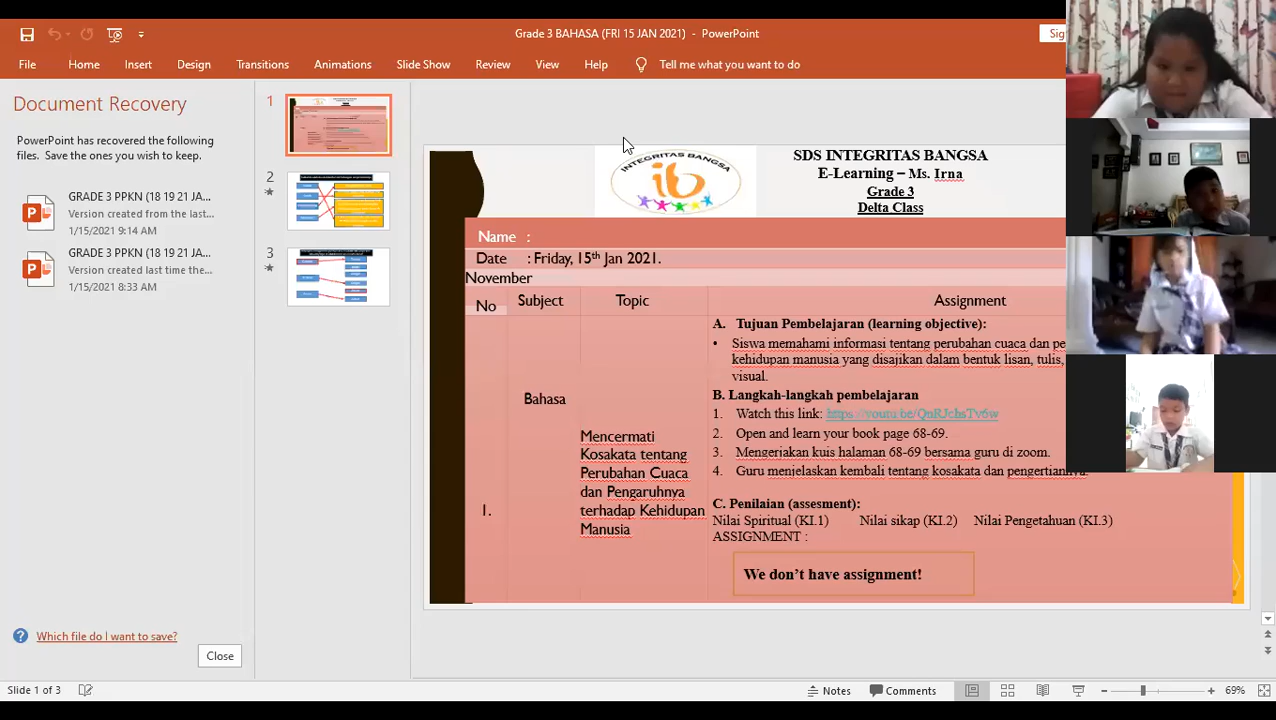 Grade 3 BAHASA (FRI 15 JAN 2021) - PowerPoint
Sig
File Home Insert Design Transitions Animations Slide Show Review View Help Tell me what you want to do
Document Recovery
PowerPoint has recovered the following
files. Save the ones you wish to keep.
GRADE 3 PPKN (18 19 21 JA...
Version created from the last...
1/15/2021 9:14 AM
GRADE 3 PPKN (18 19 21 JA...
Version created last time the...
1/15/2021 8:33 AM
Which file do I want to save?
Close
1
2
3
INTEGRITAS BANGSA
ib
SDS INTEGRITAS BANGSA
E-Learning – Ms. Irna
Grade 3
Delta Class
Name :
Date : Friday, 15th Jan 2021.
November
No Subject Topic Assignment
1.
Bahasa
Mencermati
Kosakata tentang
Perubahan Cuaca
dan Pengaruhnya
terhadap Kehidupan
Manusia
A. Tujuan Pembelajaran (learning objective):
• Siswa memahami informasi tentang perubahan cuaca dan pe
kehidupan manusia yang disajikan dalam bentuk lisan, tulis,
visual.
B. Langkah-langkah pembelajaran
1. Watch this link: https://youtu.be/QnRJchsTv6w
2. Open and learn your book page 68-69.
3. Mengerjakan kuis halaman 68-69 bersama guru di zoom.
4. Guru menjelaskan kembali tentang kosakata dan pengertiannya.
C. Penilaian (assesment):
Nilai Spiritual (KI.1) Nilai sikap (KI.2) Nilai Pengetahuan (KI.3)
ASSIGNMENT :
We don't have assignment!
Slide 1 of 3
Notes Comments 69%